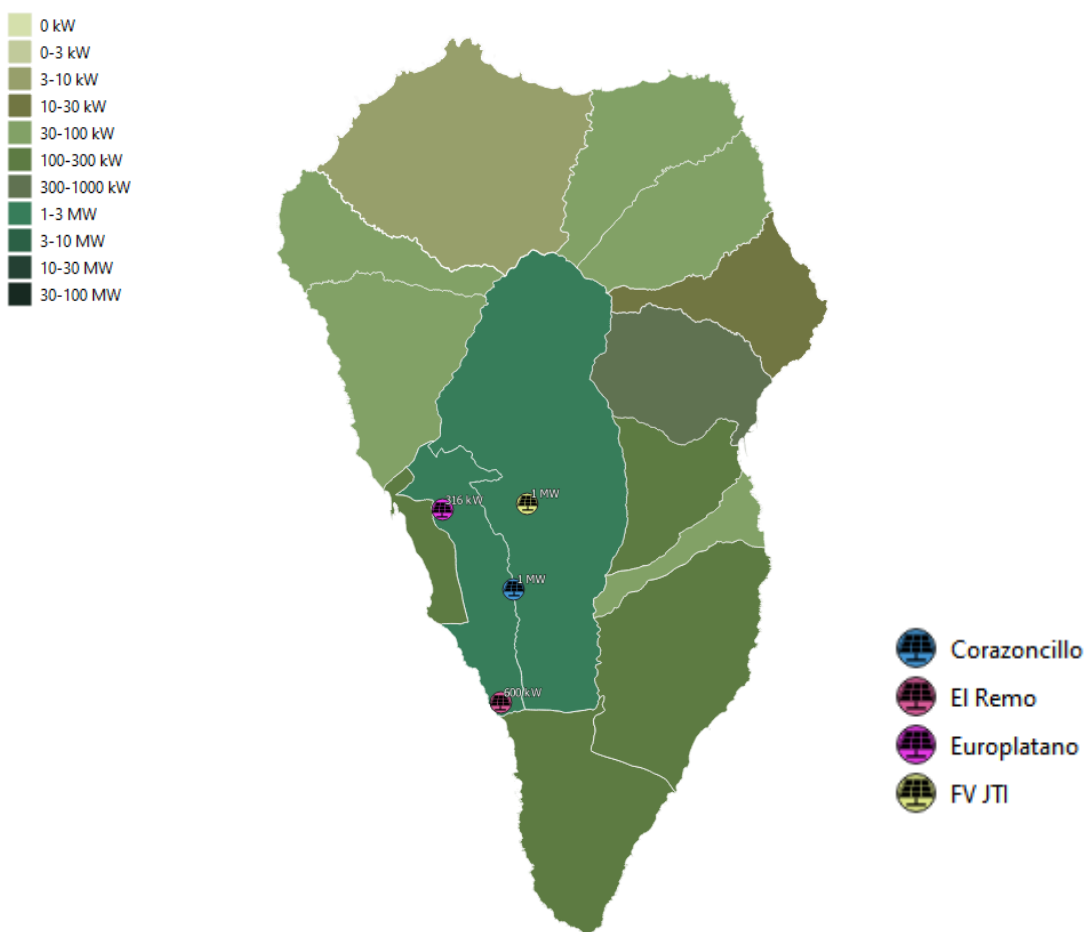 0 kW
0-3 kW
3-10 kW
10-30 kW
30-100 kW
100-300 kW
300-1000 kW
1-3 MW
3-10 MW
10-30 MW
30-100 MW
316 kW
1 MW
1 MW
600 kW
Corazoncillo
El Remo
Europlatano
FV JTI